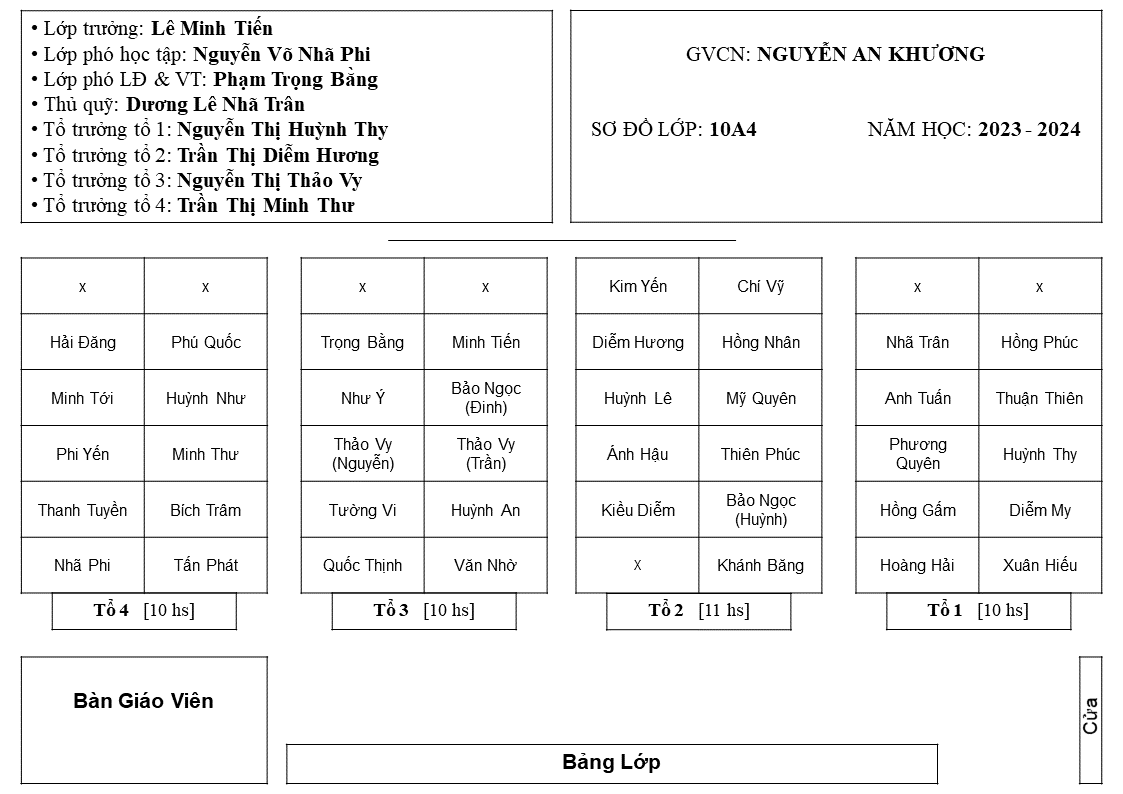 • Lớp trưởng: Lê Minh Tiến
• Lớp phó học tập: Nguyễn Võ Nhã Phi
• Lớp phó LĐ & VT: Phạm Trọng Bằng
• Thủ quỹ: Dương Lê Nhã Trân
• Tổ trưởng tổ 1: Nguyễn Thị Huỳnh Thy
• Tổ trưởng tổ 2: Trần Thị Diễm Hương
• Tổ trưởng tổ 3: Nguyễn Thị Thảo Vy
• Tổ trưởng tổ 4: Trần Thị Minh Thư
GVCN: NGUYỄN AN KHƯƠNG
SƠ ĐỒ LỚP: 10A4 NĂM HỌC: 2023 - 2024
x x x x Kim Yến Chí Vỹ x x
Hải Đăng Phú Quốc Trọng Bằng Minh Tiến Diễm Hương Hồng Nhân Nhã Trân Hồng Phúc
Minh Tới Huỳnh Như Như Ý Bảo Ngọc (Đinh) Huỳnh Lê Mỹ Quyên Anh Tuấn Thuận Thiên
Phi Yến Minh Thư Thảo Vy (Nguyễn) Thảo Vy (Trần) Ánh Hậu Thiên Phúc Phương Quyên Huỳnh Thy
Thanh Tuyền Bích Trâm Tường Vi Huỳnh An Kiều Diễm Bảo Ngọc (Huỳnh) Hồng Gấm Diễm My
Nhã Phi Tấn Phát Quốc Thịnh Văn Nhờ x Khánh Băng Hoàng Hải Xuân Hiếu
Tổ 4 [10 hs] Tổ 3 [10 hs] Tổ 2 [11 hs] Tổ 1 [10 hs]
Bàn Giáo Viên
Cửa
Bảng Lớp